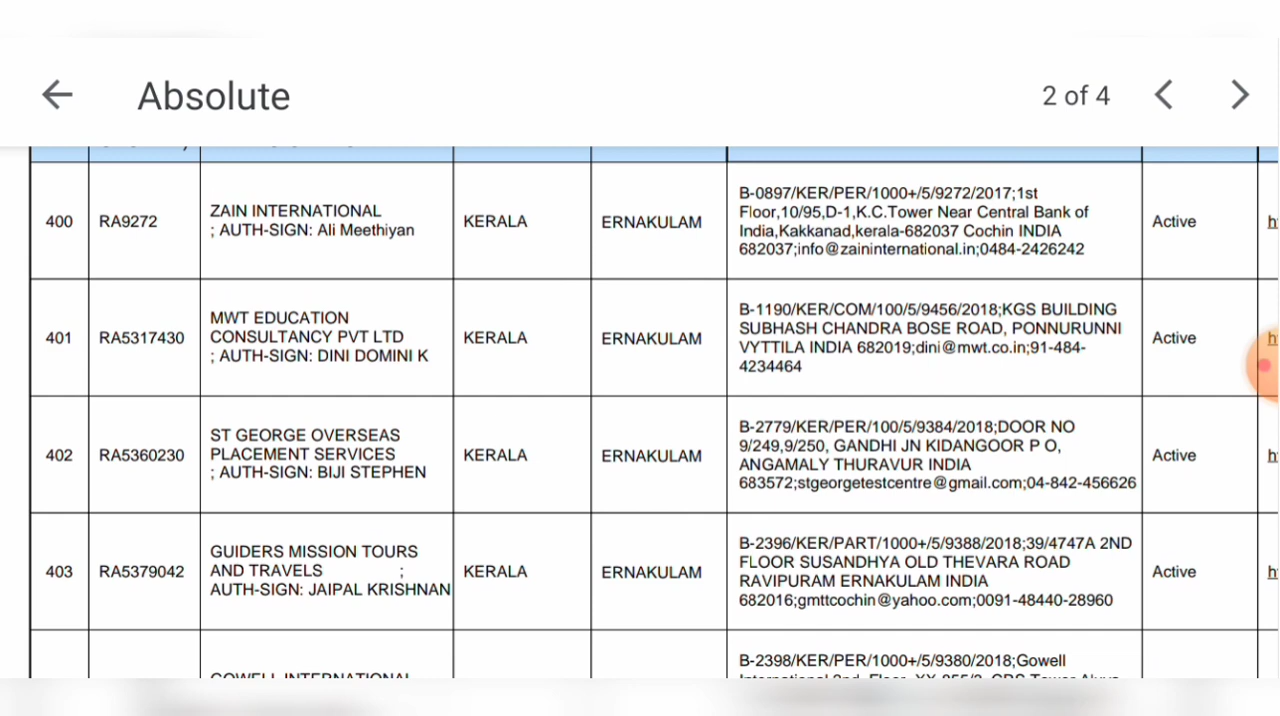 Absolute
2 of 4
400
RA9272
ZAIN INTERNATIONAL
; AUTH-SIGN: Ali Meethiyan
KERALA
ERNAKULAM
B-0897/KER/PER/1000+/5/9272/2017;1st
Floor,10/95,D-1,K.C.Tower Near Central Bank of
India,Kakkanad,kerala-682037 Cochin INDIA
682037;info@zaininternational.in;0484-2426242
Active
401
RA5317430
MWT EDUCATION
CONSULTANCY PVT LTD
; AUTH-SIGN: DINI DOMINI K
KERALA
ERNAKULAM
B-1190/KER/COM/100/5/9456/2018;KGS BUILDING
SUBHASH CHANDRA BOSE ROAD, PONNURUNNI
VYTTILA INDIA 682019;dini@mwt.co.in;91-484-
4234464
Active
402
RA5360230
ST GEORGE OVERSEAS
PLACEMENT SERVICES
; AUTH-SIGN: BIJI STEPHEN
KERALA
ERNAKULAM
B-2779/KER/PER/100/5/9384/2018;DOOR NO
9/249,9/250, GANDHI JN KIDANGOOR P O,
ANGAMALY THURAVUR INDIA
683572;stgeorgetestcentre@gmail.com;04-842-456626
Active
403
RA5379042
GUIDERS MISSION TOURS
AND TRAVELS ;
AUTH-SIGN: JAIPAL KRISHNAN
KERALA
ERNAKULAM
B-2396/KER/PART/1000+/5/9388/2018;39/4747A 2ND
FLOOR SUSANDHYA OLD THEVARA ROAD
RAVIPURAM ERNAKULAM INDIA
682016;gmttcochin@yahoo.com;0091-48440-28960
Active
GOWELL INTERNATIONAL
B-2398/KER/PER/1000+/5/9380/2018;Gowell